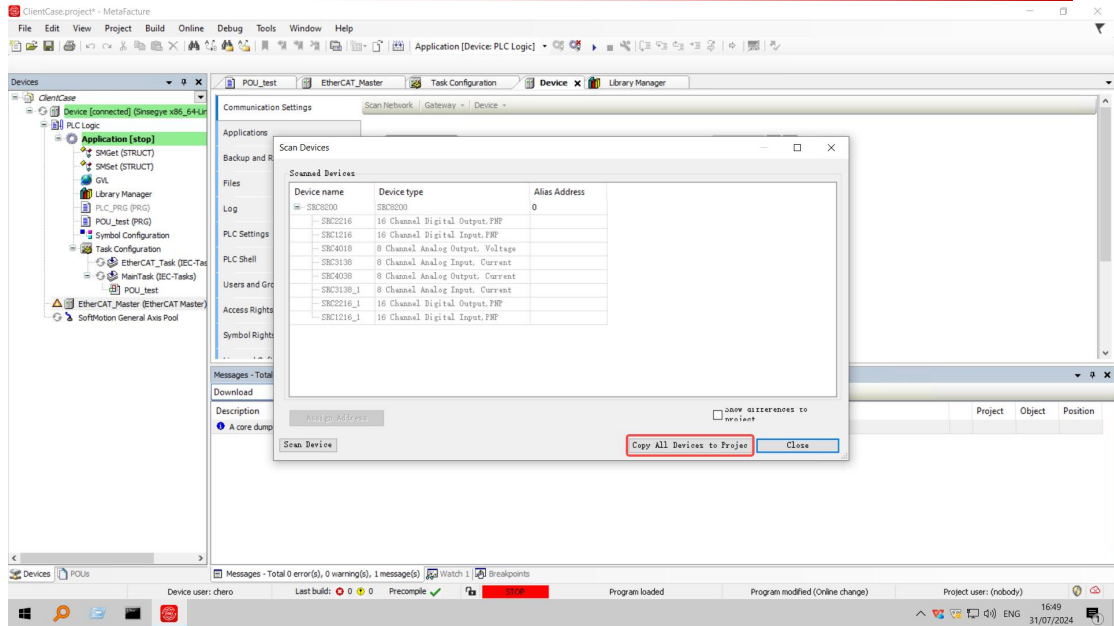 ClientCase.project* - MetaFacture
File Edit View Project Build Online Debug Tools Window Help
Application [Device: PLC Logic]
Devices
POU_test EtherCAT_Master Task Configuration Device Library Manager
ClientCase
Device [connected] (Sinsegye x86_64-Lin
PLC Logic
Application [stop]
SMGet (STRUCT)
SMSet (STRUCT)
GVL
Library Manager
PLC_PRG (PRG)
POU_test (PRG)
Symbol Configuration
Task Configuration
EtherCAT_Task (IEC-Tas
MainTask (IEC-Tasks)
POU_test
EtherCAT_Master (EtherCAT Master)
SoftMotion General Axis Pool
Communication Settings
Scan Network Gateway Device
Applications
Backup and R
Files
Log
PLC Settings
PLC Shell
Users and Gro
Access Rights
Symbol Rights
Scan Devices
Scanned Devices
Device name Device type Alias Address
SRC8200 SRC8200 0
SRC2216 16 Channel Digital Output,PNP
SRC1216 16 Channel Digital Input,PNP
SRC4018 8 Channel Analog Output, Voltage
SRC3138 8 Channel Analog Input, Current
SRC4038 8 Channel Analog Output, Current
SRC3138_1 8 Channel Analog Input, Current
SRC2216_1 16 Channel Digital Output,PNP
SRC1216_1 16 Channel Digital Input,PNP
Assign Address
Show differences to
project
Scan Device
Copy All Devices to Projec
Close
Messages - Total
Download
Description Project Object Position
A core dump
Devices POUs
Messages - Total 0 error(s), 0 warning(s), 1 message(s) Watch 1 Breakpoints
Device user: chero Last build: 0 0 Precompile STOP Program loaded Program modified (Online change) Project user: (nobody)
ENG 16:49
31/07/2024